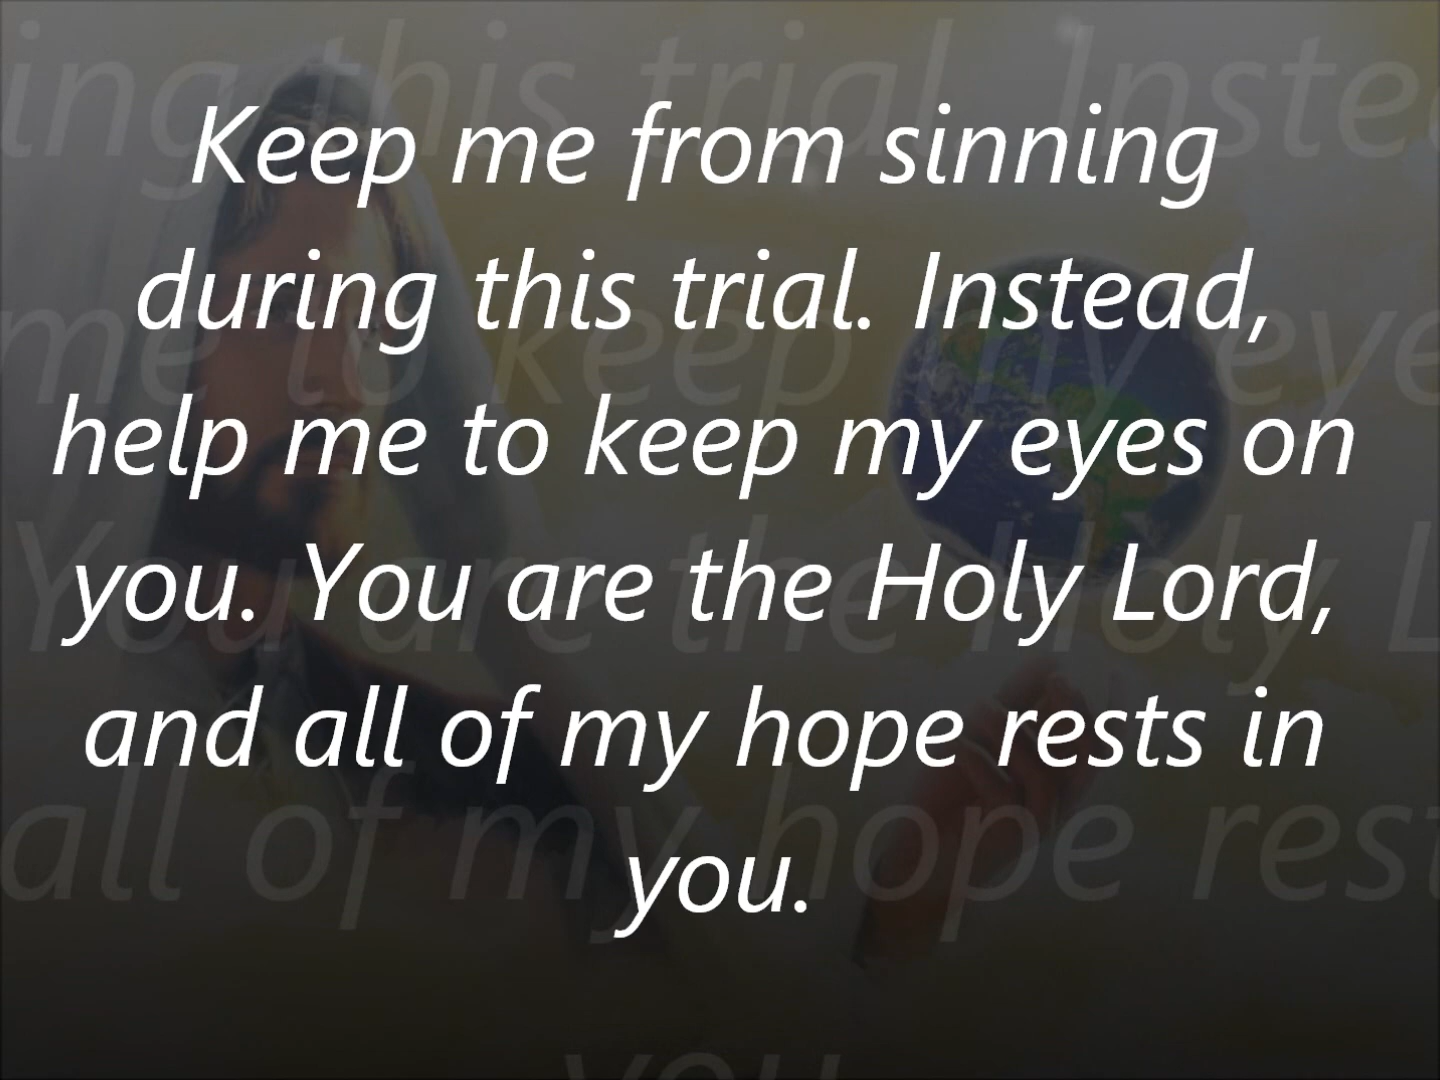 Keep me from sinning
during this trial. Instead,
help me to keep my eyes on
you. You are the Holy Lord,
and all of my hope rests in
you.